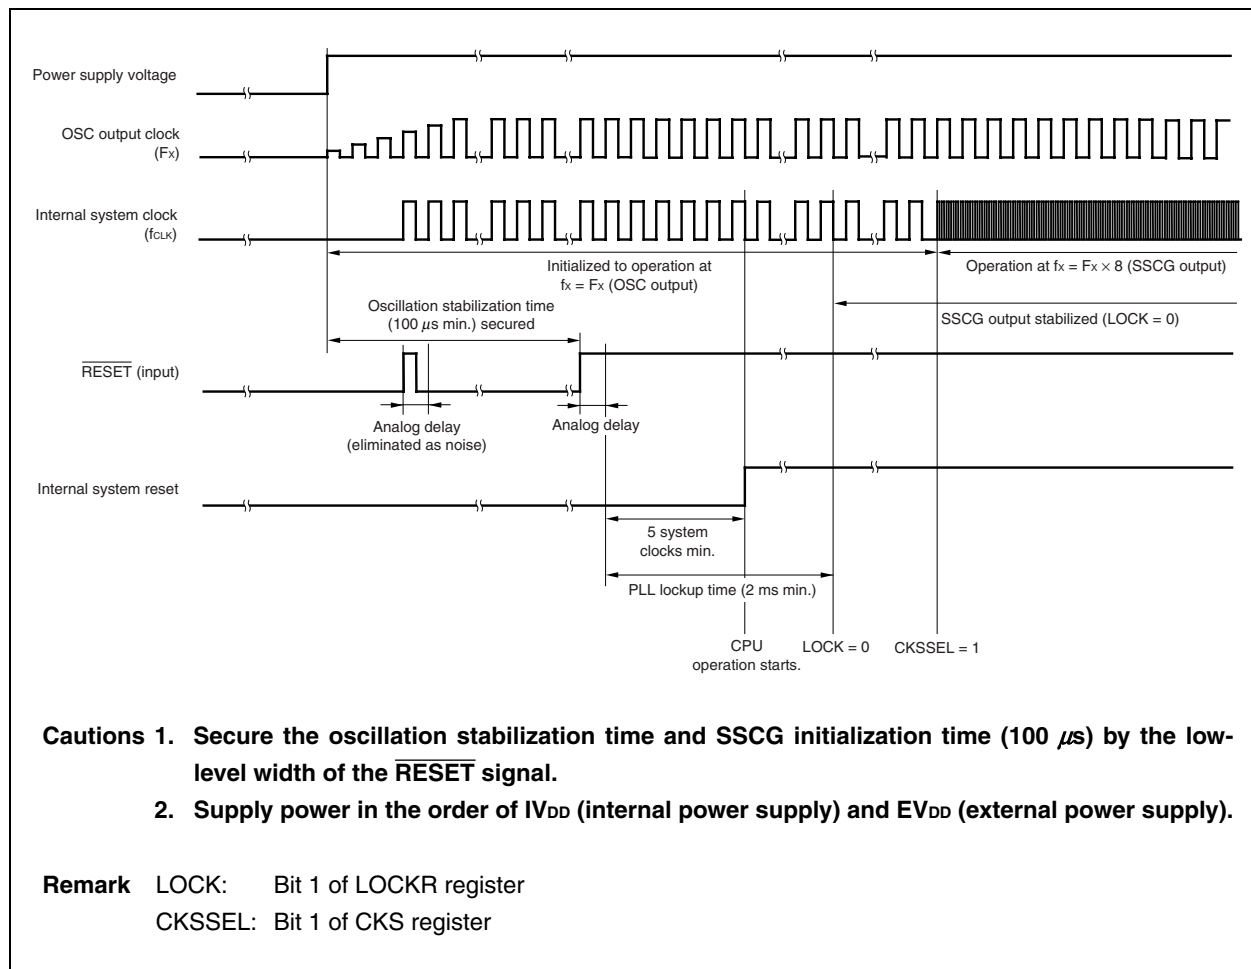 Power supply voltage
OSC output clock
(Fx)
Internal system clock
(fCLK)
Initialized to operation at
fx = Fx (OSC output)
Operation at fx = Fx × 8 (SSCG output)
Oscillation stabilization time
(100 μs min.) secured
SSCG output stabilized (LOCK = 0)
RESET (input)
Analog delay
(eliminated as noise)
Analog delay
Internal system reset
5 system
clocks min.
PLL lockup time (2 ms min.)
CPU
operation starts.
LOCK = 0
CKSSEL = 1
Cautions 1. Secure the oscillation stabilization time and SSCG initialization time (100 μs) by the low-
level width of the RESET signal.
2. Supply power in the order of IVDD (internal power supply) and EVDD (external power supply).
Remark LOCK: Bit 1 of LOCKR register
CKSSEL: Bit 1 of CKS register